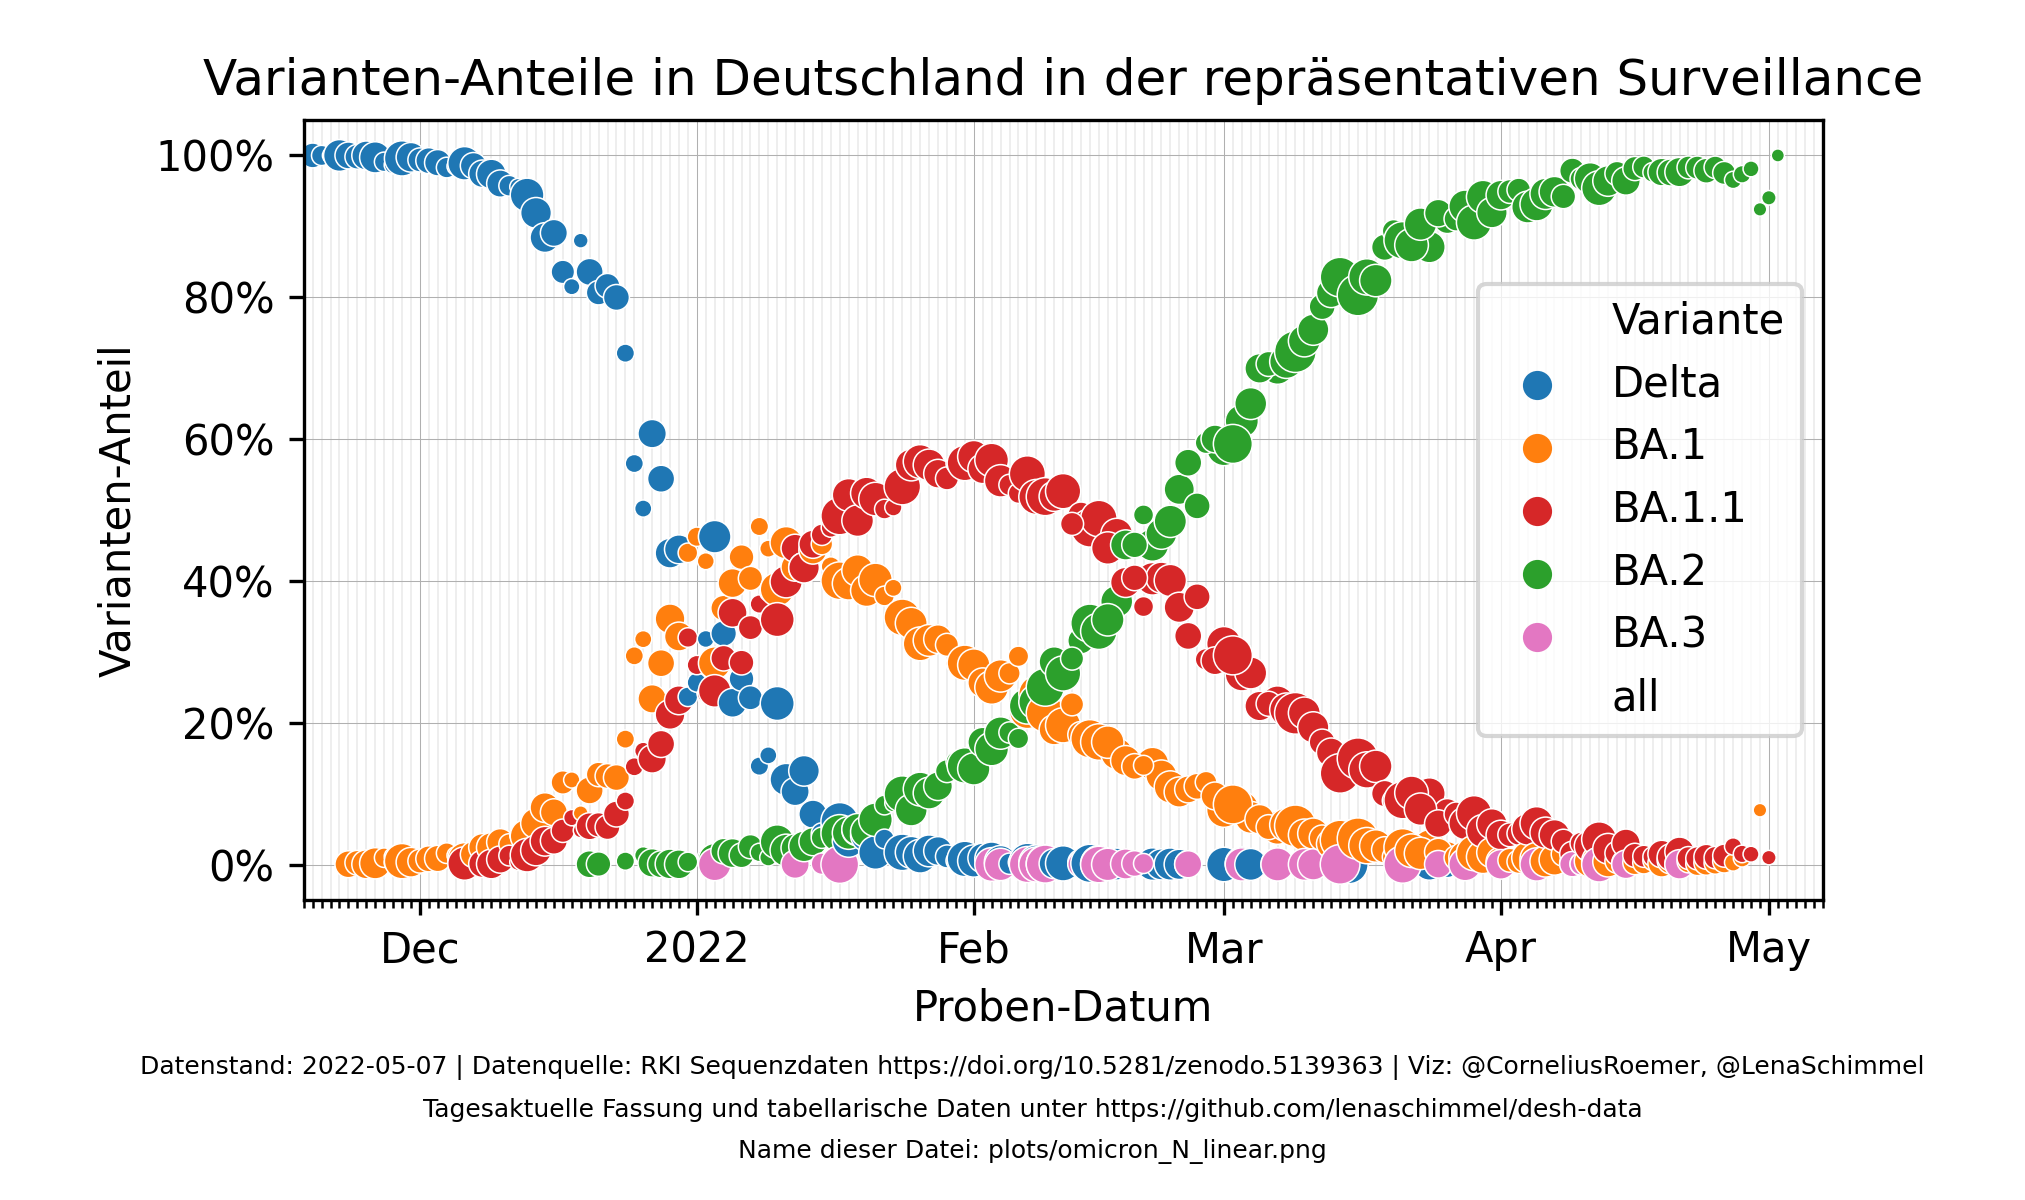 Varianten-Anteile in Deutschland in der repräsentativen Surveillance
Varianten-Anteil
100%
80%
60%
40%
20%
0%
Variante
Delta
BA.1
BA.1.1
BA.2
BA.3
all
Dec 2022 Feb Mar Apr May
Proben-Datum
Datenstand: 2022-05-07 | Datenquelle: RKI Sequenzdaten https://doi.org/10.5281/zenodo.5139363 | Viz: @CorneliusRoemer, @LenaSchimmel
Tagesaktuelle Fassung und tabellarische Daten unter https://github.com/lenaschimmel/desh-data
Name dieser Datei: plots/omicron_N_linear.png